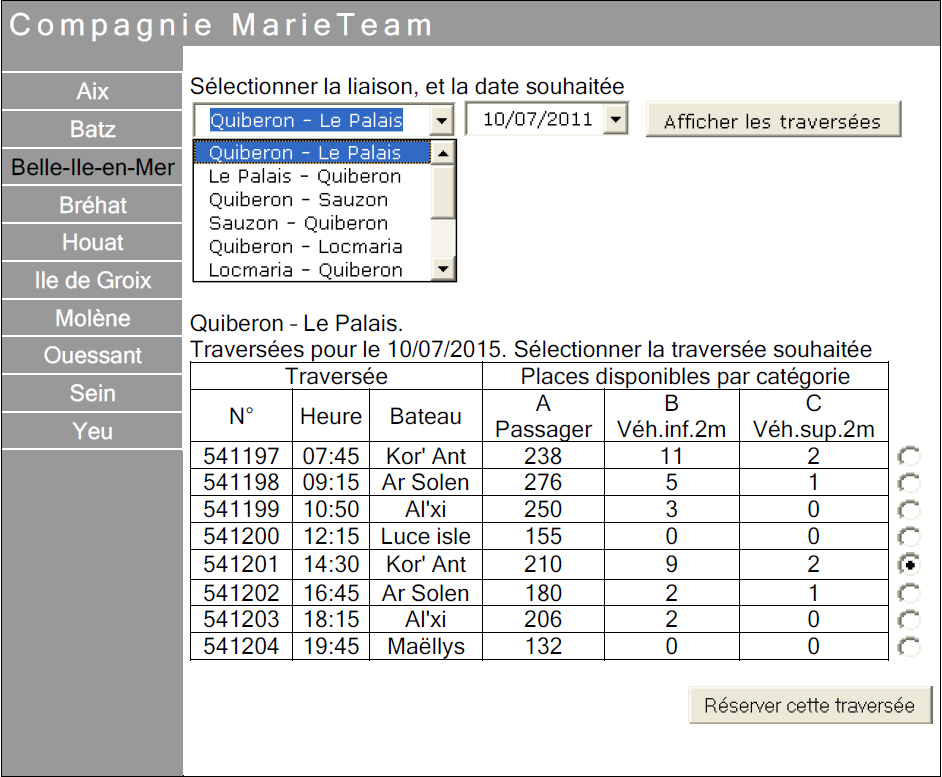 Compagnie MarieTeam
Aix
Batz
Belle-Ile-en-Mer
Bréhat
Houat
Ile de Groix
Molène
Ouessant
Sein
Yeu
Sélectionner la liaison, et la date souhaitée
Quiberon - Le Palais 10/07/2011 Afficher les traversées
Quiberon - Le Palais
Le Palais - Quiberon
Quiberon - Sauzon
Sauzon - Quiberon
Quiberon - Locmaria
Locmaria - Quiberon
Quiberon - Le Palais.
Traversées pour le 10/07/2015. Sélectionner la traversée souhaitée
Traversée Places disponibles par catégorie
N° Heure Bateau A Passager B Véh.inf.2m C Véh.sup.2m
541197 07:45 Kor' Ant 238 11 2
541198 09:15 Ar Solen 276 5 1
541199 10:50 Al'xi 250 3 0
541200 12:15 Luce isle 155 0 0
541201 14:30 Kor' Ant 210 9 2
541202 16:45 Ar Solen 180 2 1
541203 18:15 Al'xi 206 2 0
541204 19:45 Maëllys 132 0 0
Réserver cette traversée